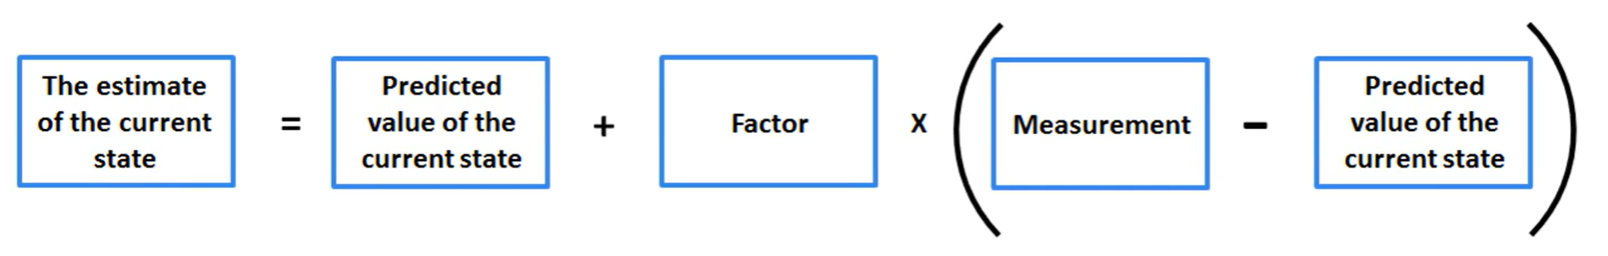 The estimate
of the current
state
=
Predicted
value of the
current state
+
Factor
x
(
Measurement
−
Predicted
value of the
current state
)